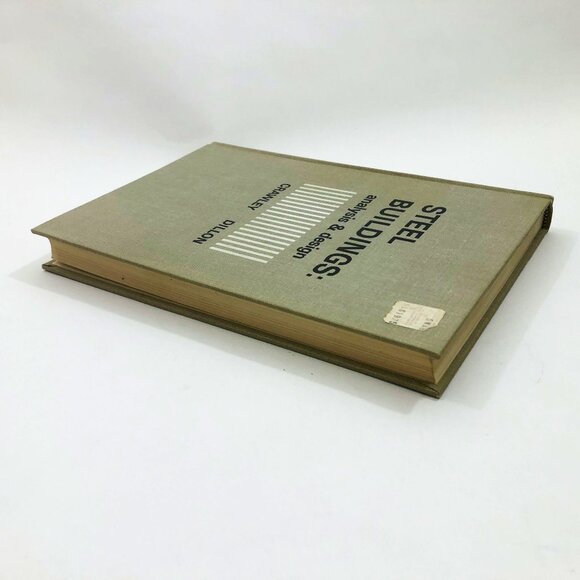 STEEL
BUILDINGS:
analysis & design
CRAWLEY DILLON